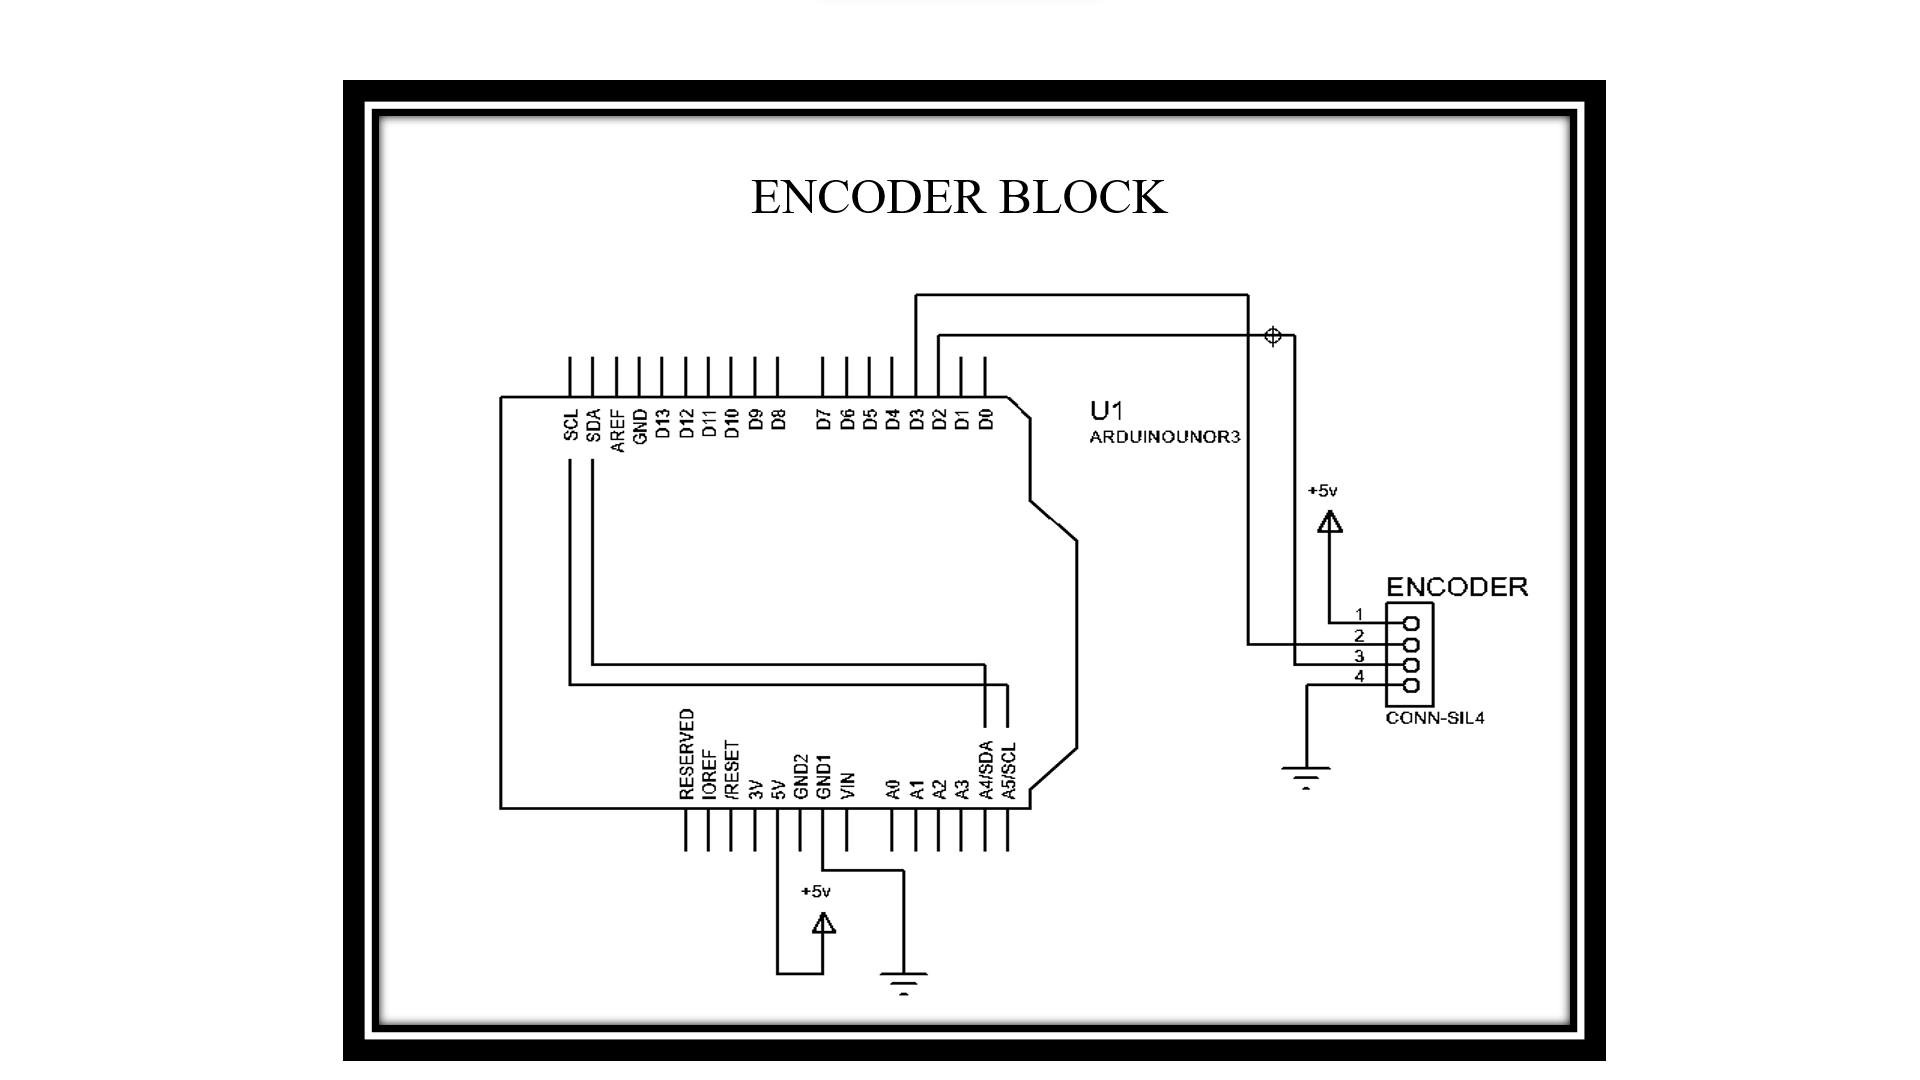 ENCODER BLOCK
SCL SDA AREF GND D13 D12 D11 D10 D9 D8 D7 D6 D5 D4 D3 D2 D1 D0
U1
ARDUINOUNOR3
+5v
ENCODER
1
2
3
4
CONN-SIL4
RESERVED IOREF /RESET 3V 5V GND2 GND1 VIN A0 A1 A2 A3 A4/SDA A5/SCL
+5v